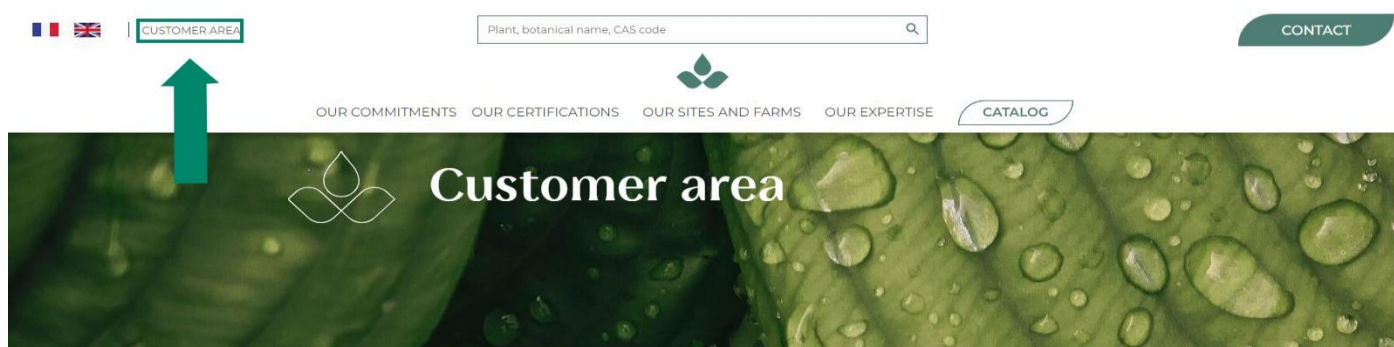 CUSTOMER AREA
Plant, botanical name, CAS code
CONTACT
OUR COMMITMENTS OUR CERTIFICATIONS OUR SITES AND FARMS OUR EXPERTISE CATALOG
Customer area